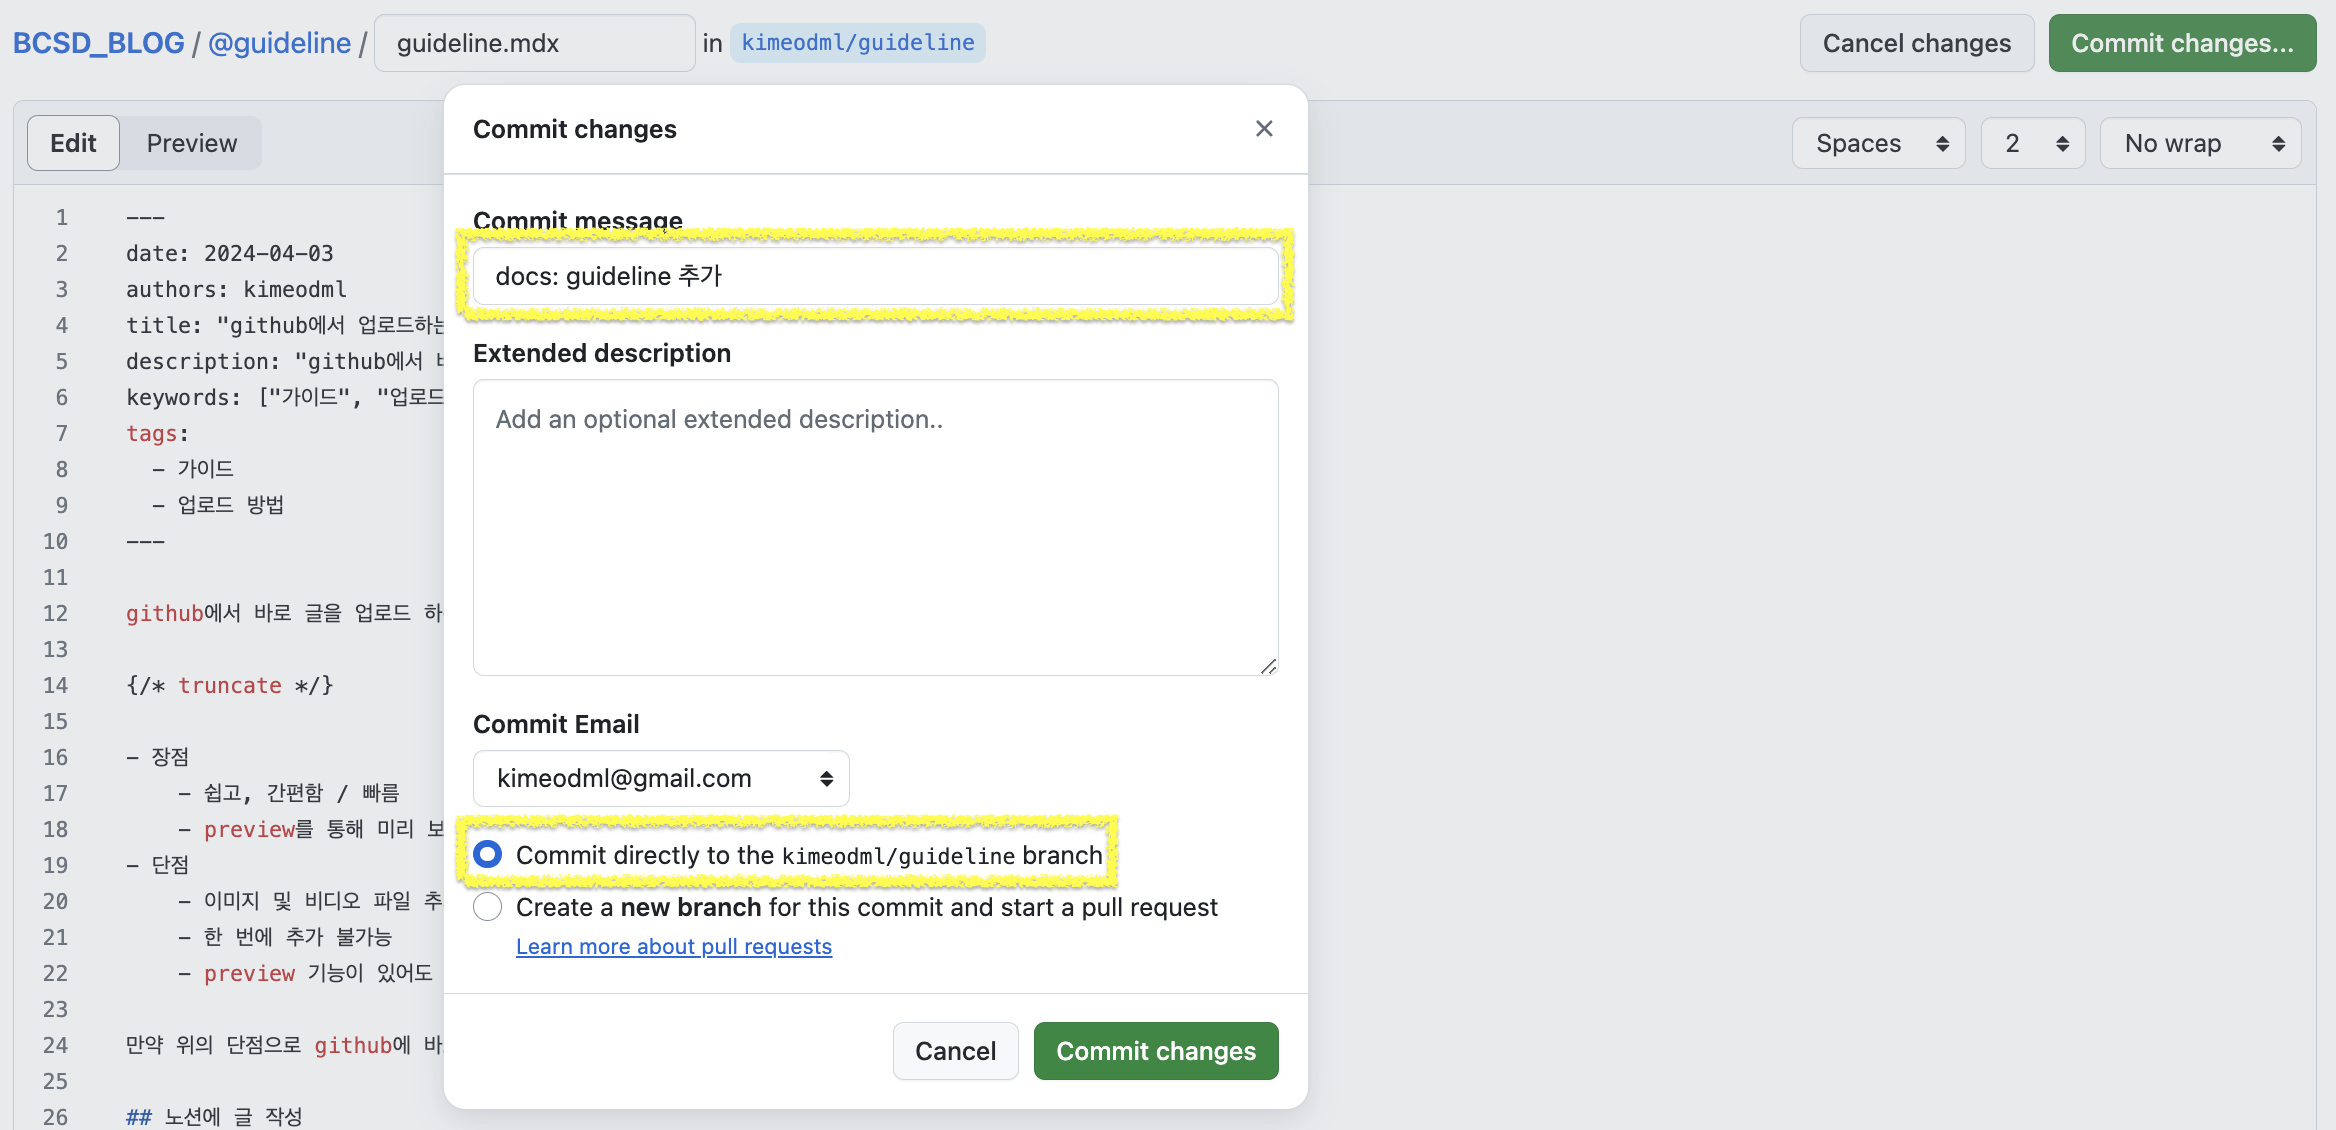 BCSD_BLOG / @guideline / guideline.mdx in kimeodml/guideline Cancel changes Commit changes...
Edit Preview Spaces 2 No wrap
Commit changes
Commit message
docs: guideline 추가
Extended description
Add an optional extended description..
Commit Email
kimeodml@gmail.com
Commit directly to the kimeodml/guideline branch
Create a new branch for this commit and start a pull request
Learn more about pull requests
Cancel Commit changes
1 ---
2 date: 2024-04-03
3 authors: kimeodml
4 title: "github에서 업로드하는
5 description: "github에서
6 keywords: ["가이드", "업로드
7 tags:
8 - 가이드
9 - 업로드 방법
10 ---
11
12 github에서 바로 글을 업로드 하
13
14 {/* truncate */}
15
16 - 장점
17 - 쉽고, 간편함 / 빠름
18 - preview를 통해 미리 보
19 - 단점
20 - 이미지 및 비디오 파일 추
21 - 한 번에 추가 불가능
22 - preview 기능이 있어도
23
24 만약 위의 단점으로 github에 바
25
26 ## 노션에 글 작성